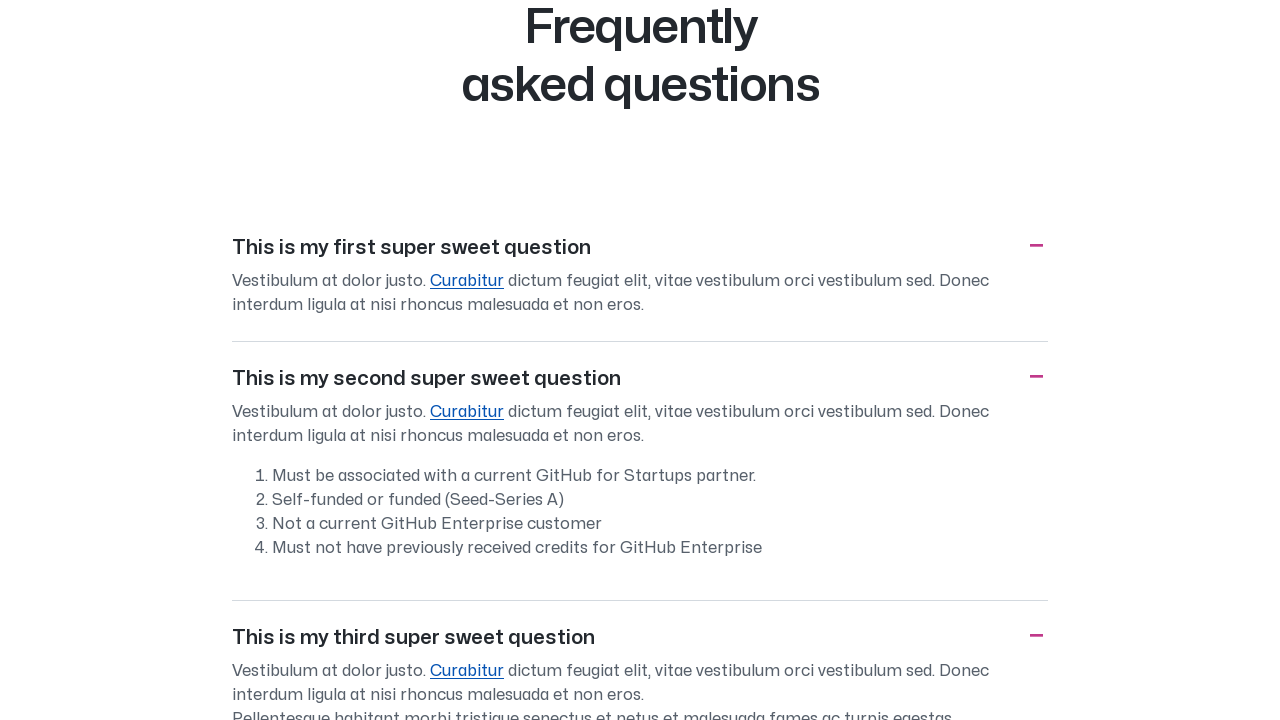 Frequently
asked questions
This is my first super sweet question
Vestibulum at dolor justo. Curabitur dictum feugiat elit, vitae vestibulum orci vestibulum sed. Donec
interdum ligula at nisi rhoncus malesuada et non eros.
This is my second super sweet question
Vestibulum at dolor justo. Curabitur dictum feugiat elit, vitae vestibulum orci vestibulum sed. Donec
interdum ligula at nisi rhoncus malesuada et non eros.
1. Must be associated with a current GitHub for Startups partner.
2. Self-funded or funded (Seed-Series A)
3. Not a current GitHub Enterprise customer
4. Must not have previously received credits for GitHub Enterprise
This is my third super sweet question
Vestibulum at dolor justo. Curabitur dictum feugiat elit, vitae vestibulum orci vestibulum sed. Donec
interdum ligula at nisi rhoncus malesuada et non eros.
Pellentesque habitant morbi tristique senectus et netus et malesuada fames ac turpis egestas.